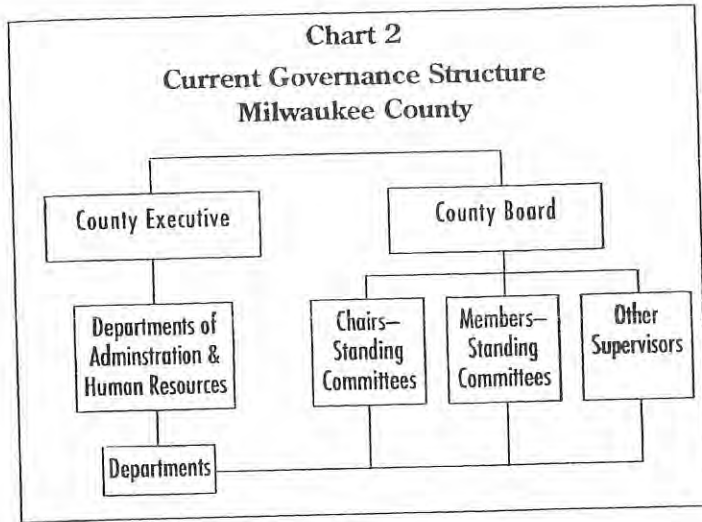 Chart 2
Current Governance Structure
Milwaukee County
County Executive
County Board
Departments of
Adminstration &
Human Resources
Chairs–
Standing
Committees
Members–
Standing
Committees
Other
Supervisors
Departments